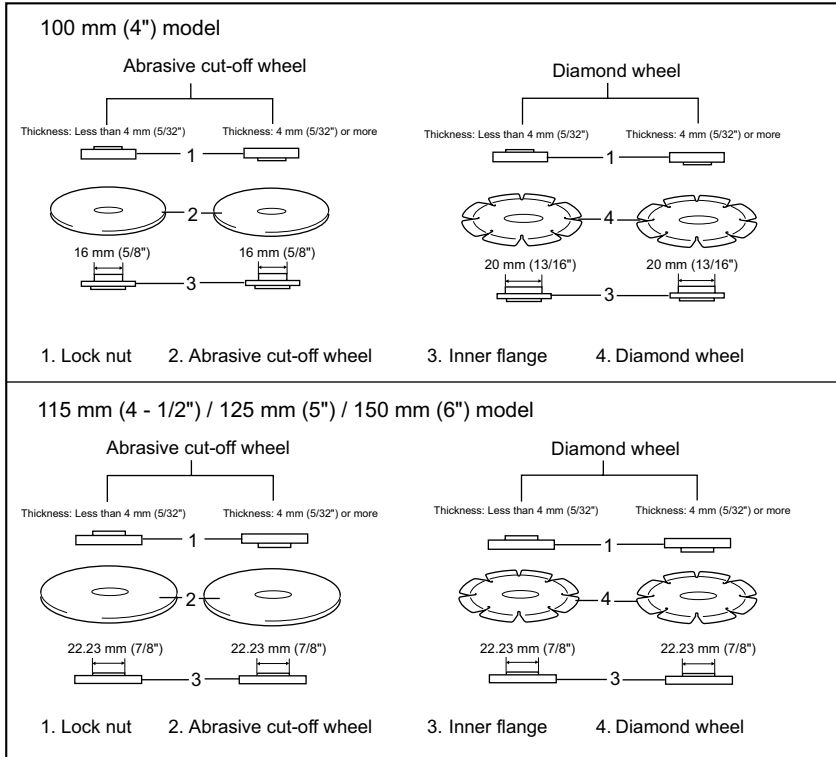 100 mm (4") model
Abrasive cut-off wheel
Diamond wheel
Thickness: Less than 4 mm (5/32")
Thickness: 4 mm (5/32") or more
Thickness: Less than 4 mm (5/32")
Thickness: 4 mm (5/32") or more
1
1
2
4
16 mm (5/8")
16 mm (5/8")
20 mm (13/16")
20 mm (13/16")
3
3
1. Lock nut
2. Abrasive cut-off wheel
3. Inner flange
4. Diamond wheel
115 mm (4 - 1/2") / 125 mm (5") / 150 mm (6") model
Abrasive cut-off wheel
Diamond wheel
Thickness: Less than 4 mm (5/32")
Thickness: 4 mm (5/32") or more
Thickness: Less than 4 mm (5/32")
Thickness: 4 mm (5/32") or more
1
1
2
4
22.23 mm (7/8")
22.23 mm (7/8")
22.23 mm (7/8")
22.23 mm (7/8")
3
3
1. Lock nut
2. Abrasive cut-off wheel
3. Inner flange
4. Diamond wheel